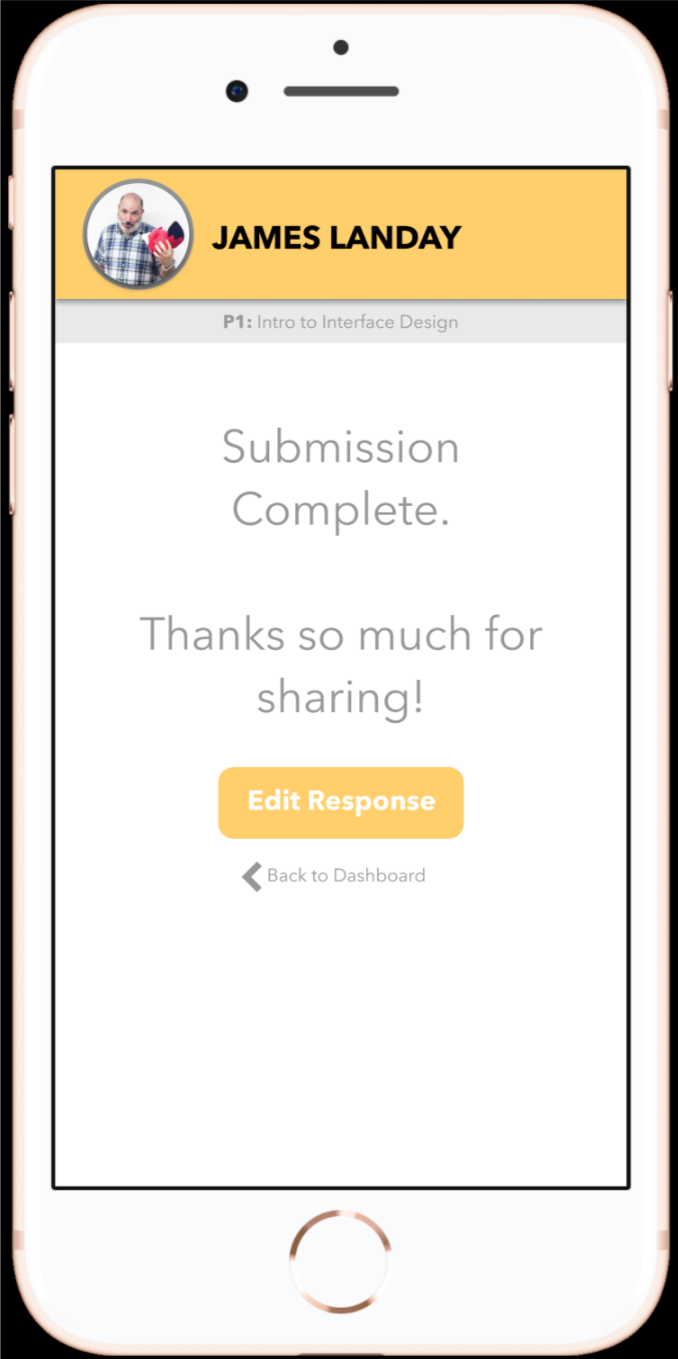 JAMES LANDAY
P1: Intro to Interface Design
Submission
Complete.
Thanks so much for
sharing!
Edit Response
Back to Dashboard